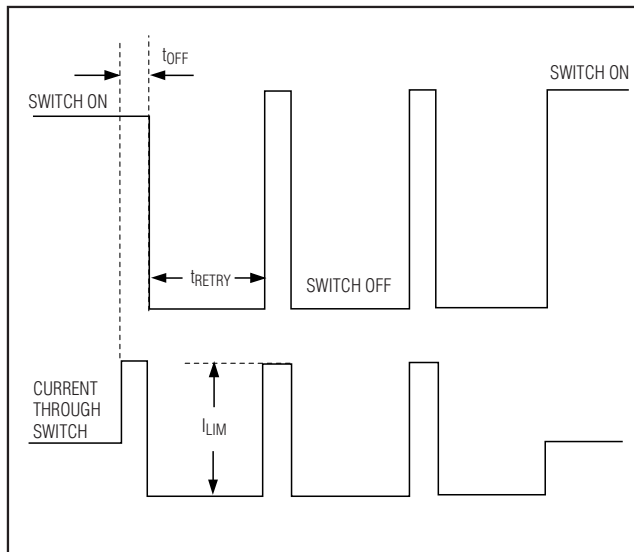 tOFF
SWITCH ON
SWITCH ON
tRETRY
SWITCH OFF
CURRENT
THROUGH
SWITCH
ILIM